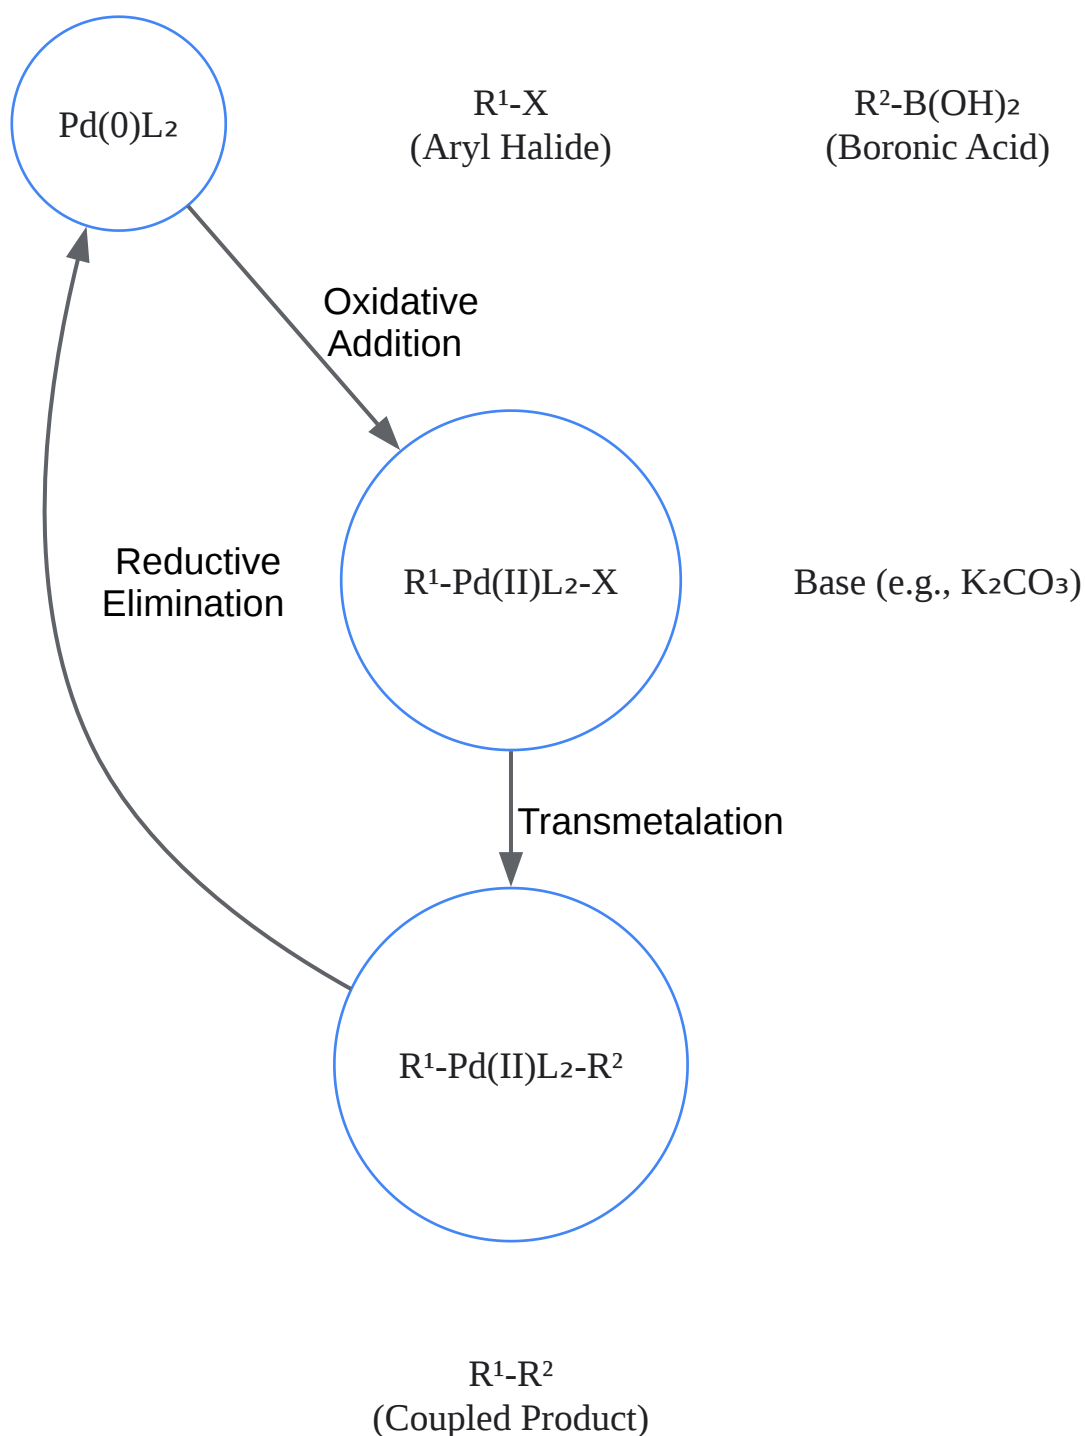 Pd(0)L₂
R¹-X
(Aryl Halide)
R²-B(OH)₂
(Boronic Acid)
Oxidative
Addition
Reductive
Elimination
R¹-Pd(II)L₂-X
Base (e.g., K₂CO₃)
Transmetalation
R¹-Pd(II)L₂-R²
R¹-R²
(Coupled Product)